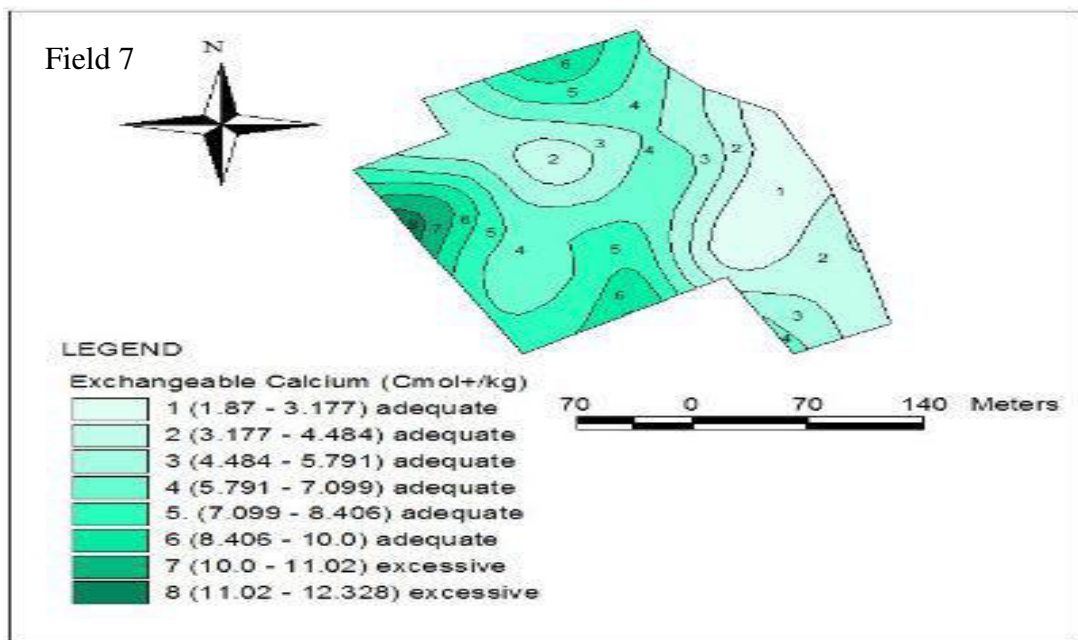 Field 7
N
6
5
4
3
4
2
3
2
1
8
7
6
5
4
5
6
2
3
4
LEGEND
Exchangeable Calcium (Cmol+/kg)
1 (1.87 - 3.177) adequate
2 (3.177 - 4.484) adequate
3 (4.484 - 5.791) adequate
4 (5.791 - 7.099) adequate
5. (7.099 - 8.406) adequate
6 (8.406 - 10.0) adequate
7 (10.0 - 11.02) excessive
8 (11.02 - 12.328) excessive
70 0 70 140 Meters